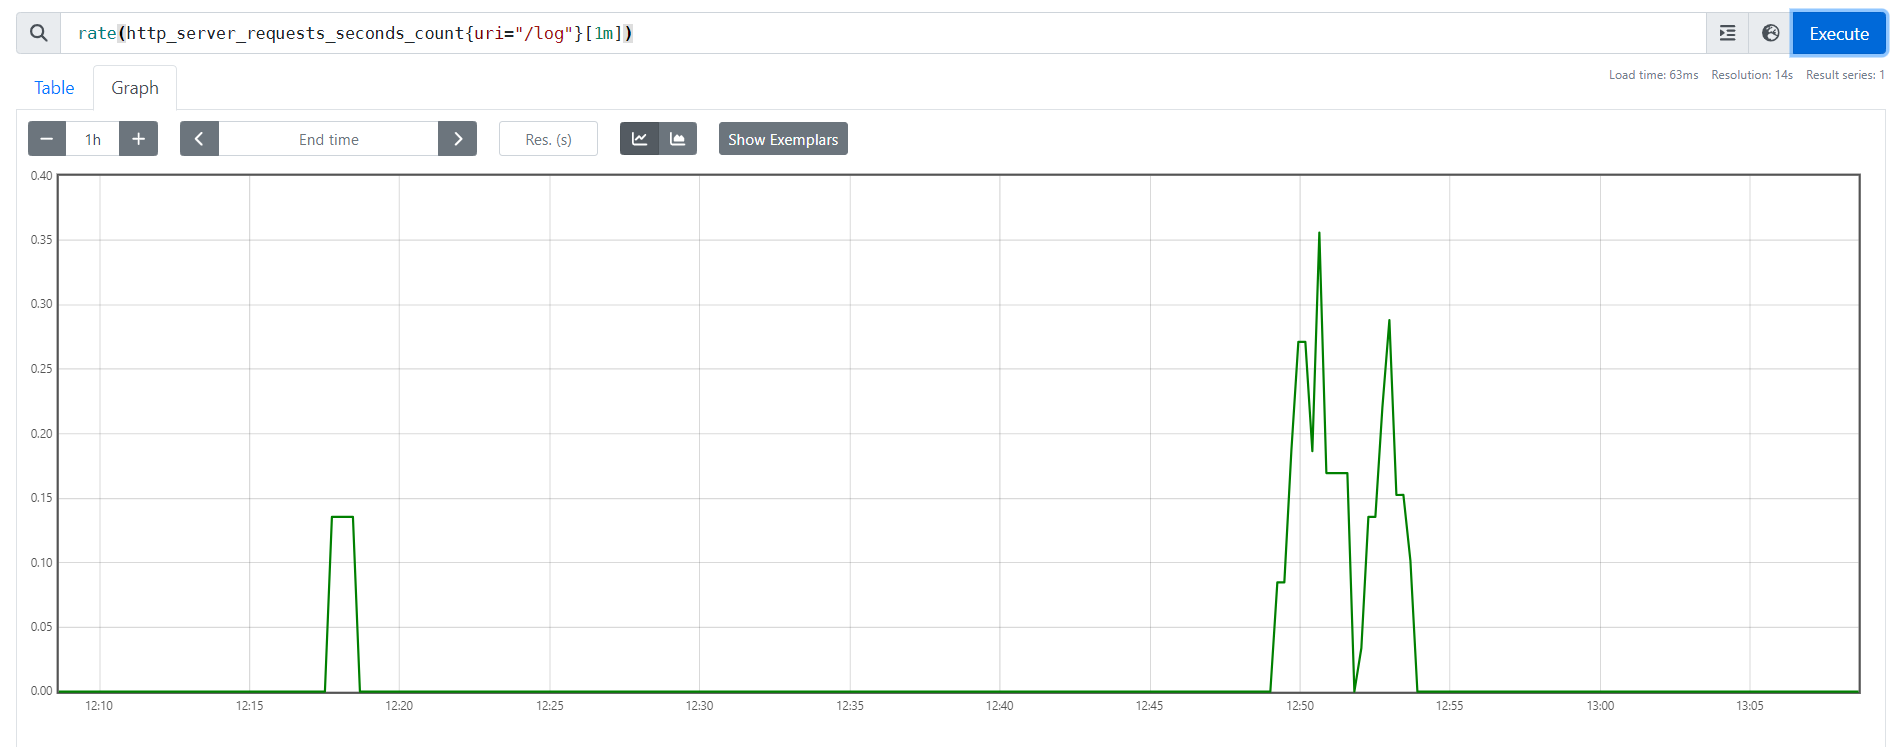 rate(http_server_requests_seconds_count{uri="/log"}[1m])
Execute
Load time: 63ms Resolution: 14s Result series: 1
Table Graph
1h End time Res. (s) Show Exemplars
0.40
0.35
0.30
0.25
0.20
0.15
0.10
0.05
0.00
12:10 12:15 12:20 12:25 12:30 12:35 12:40 12:45 12:50 12:55 13:00 13:05